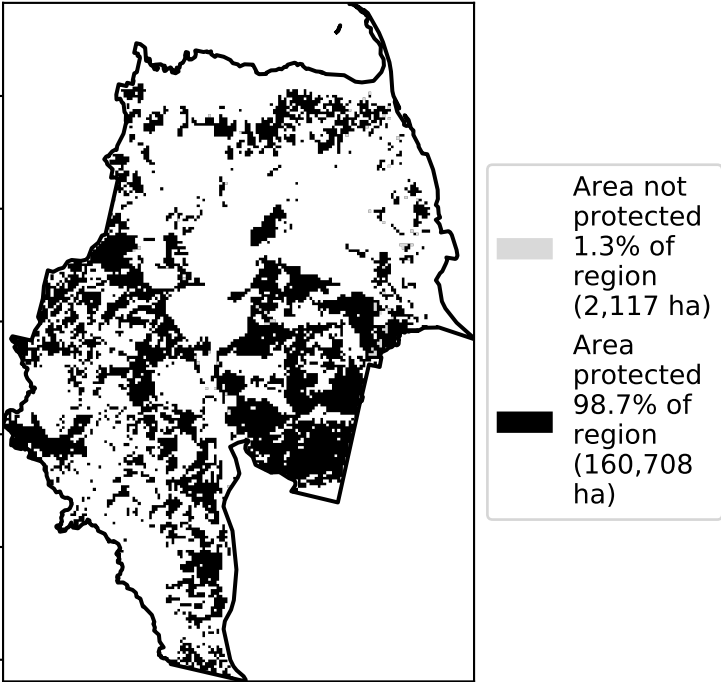 Area not
protected
1.3% of
region
(2,117 ha)
Area
protected
98.7% of
region
(160,708
ha)